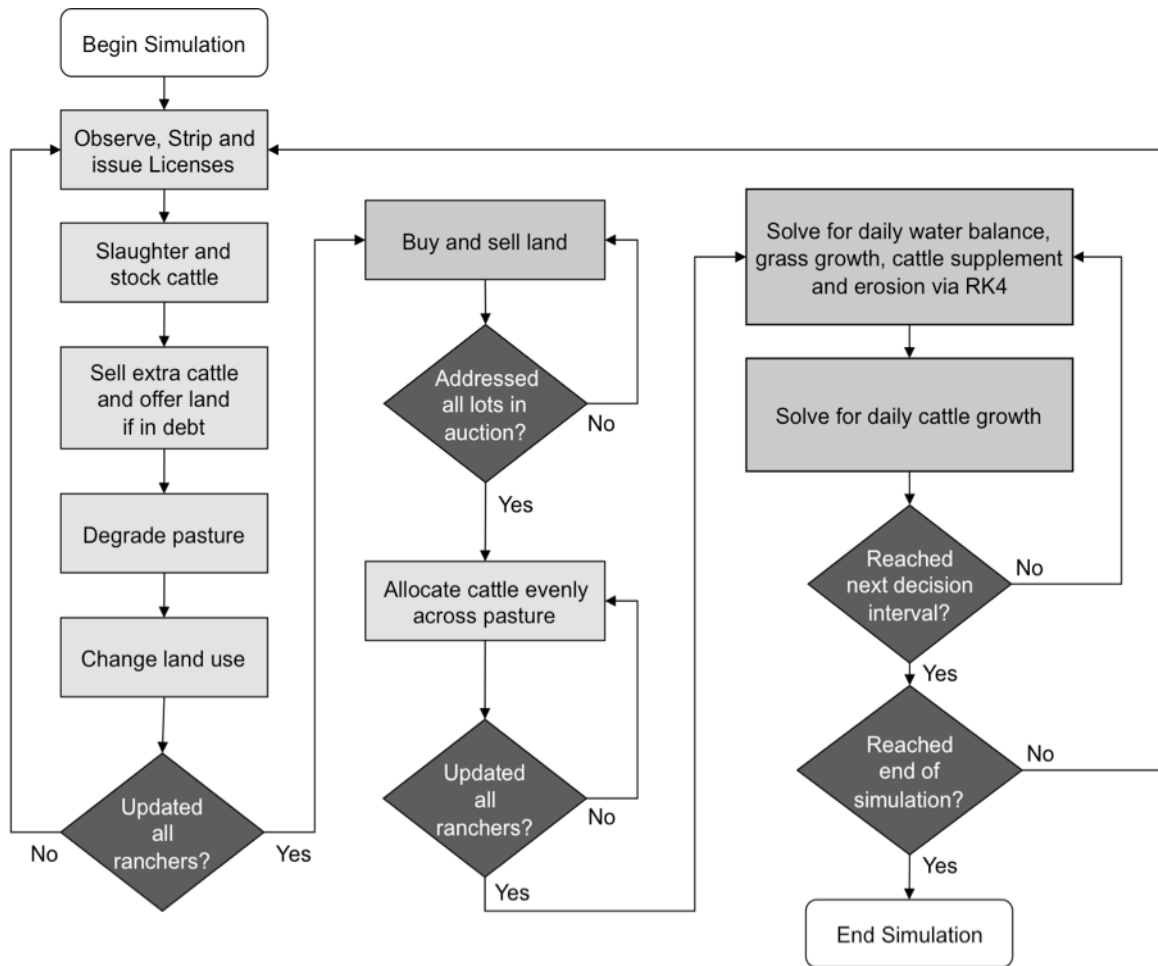 Begin Simulation
Observe, Strip and
issue Licenses
Slaughter and
stock cattle
Sell extra cattle
and offer land
if in debt
Degrade pasture
Change land use
Updated
all
ranchers?
No
Yes
Buy and sell land
Addressed
all lots in
auction?
No
Yes
Allocate cattle evenly
across pasture
Updated
all
ranchers?
No
Yes
Solve for daily water balance,
grass growth, cattle supplement
and erosion via RK4
Solve for daily cattle growth
Reached
next decision
interval?
No
Yes
Reached
end of
simulation?
No
Yes
End Simulation